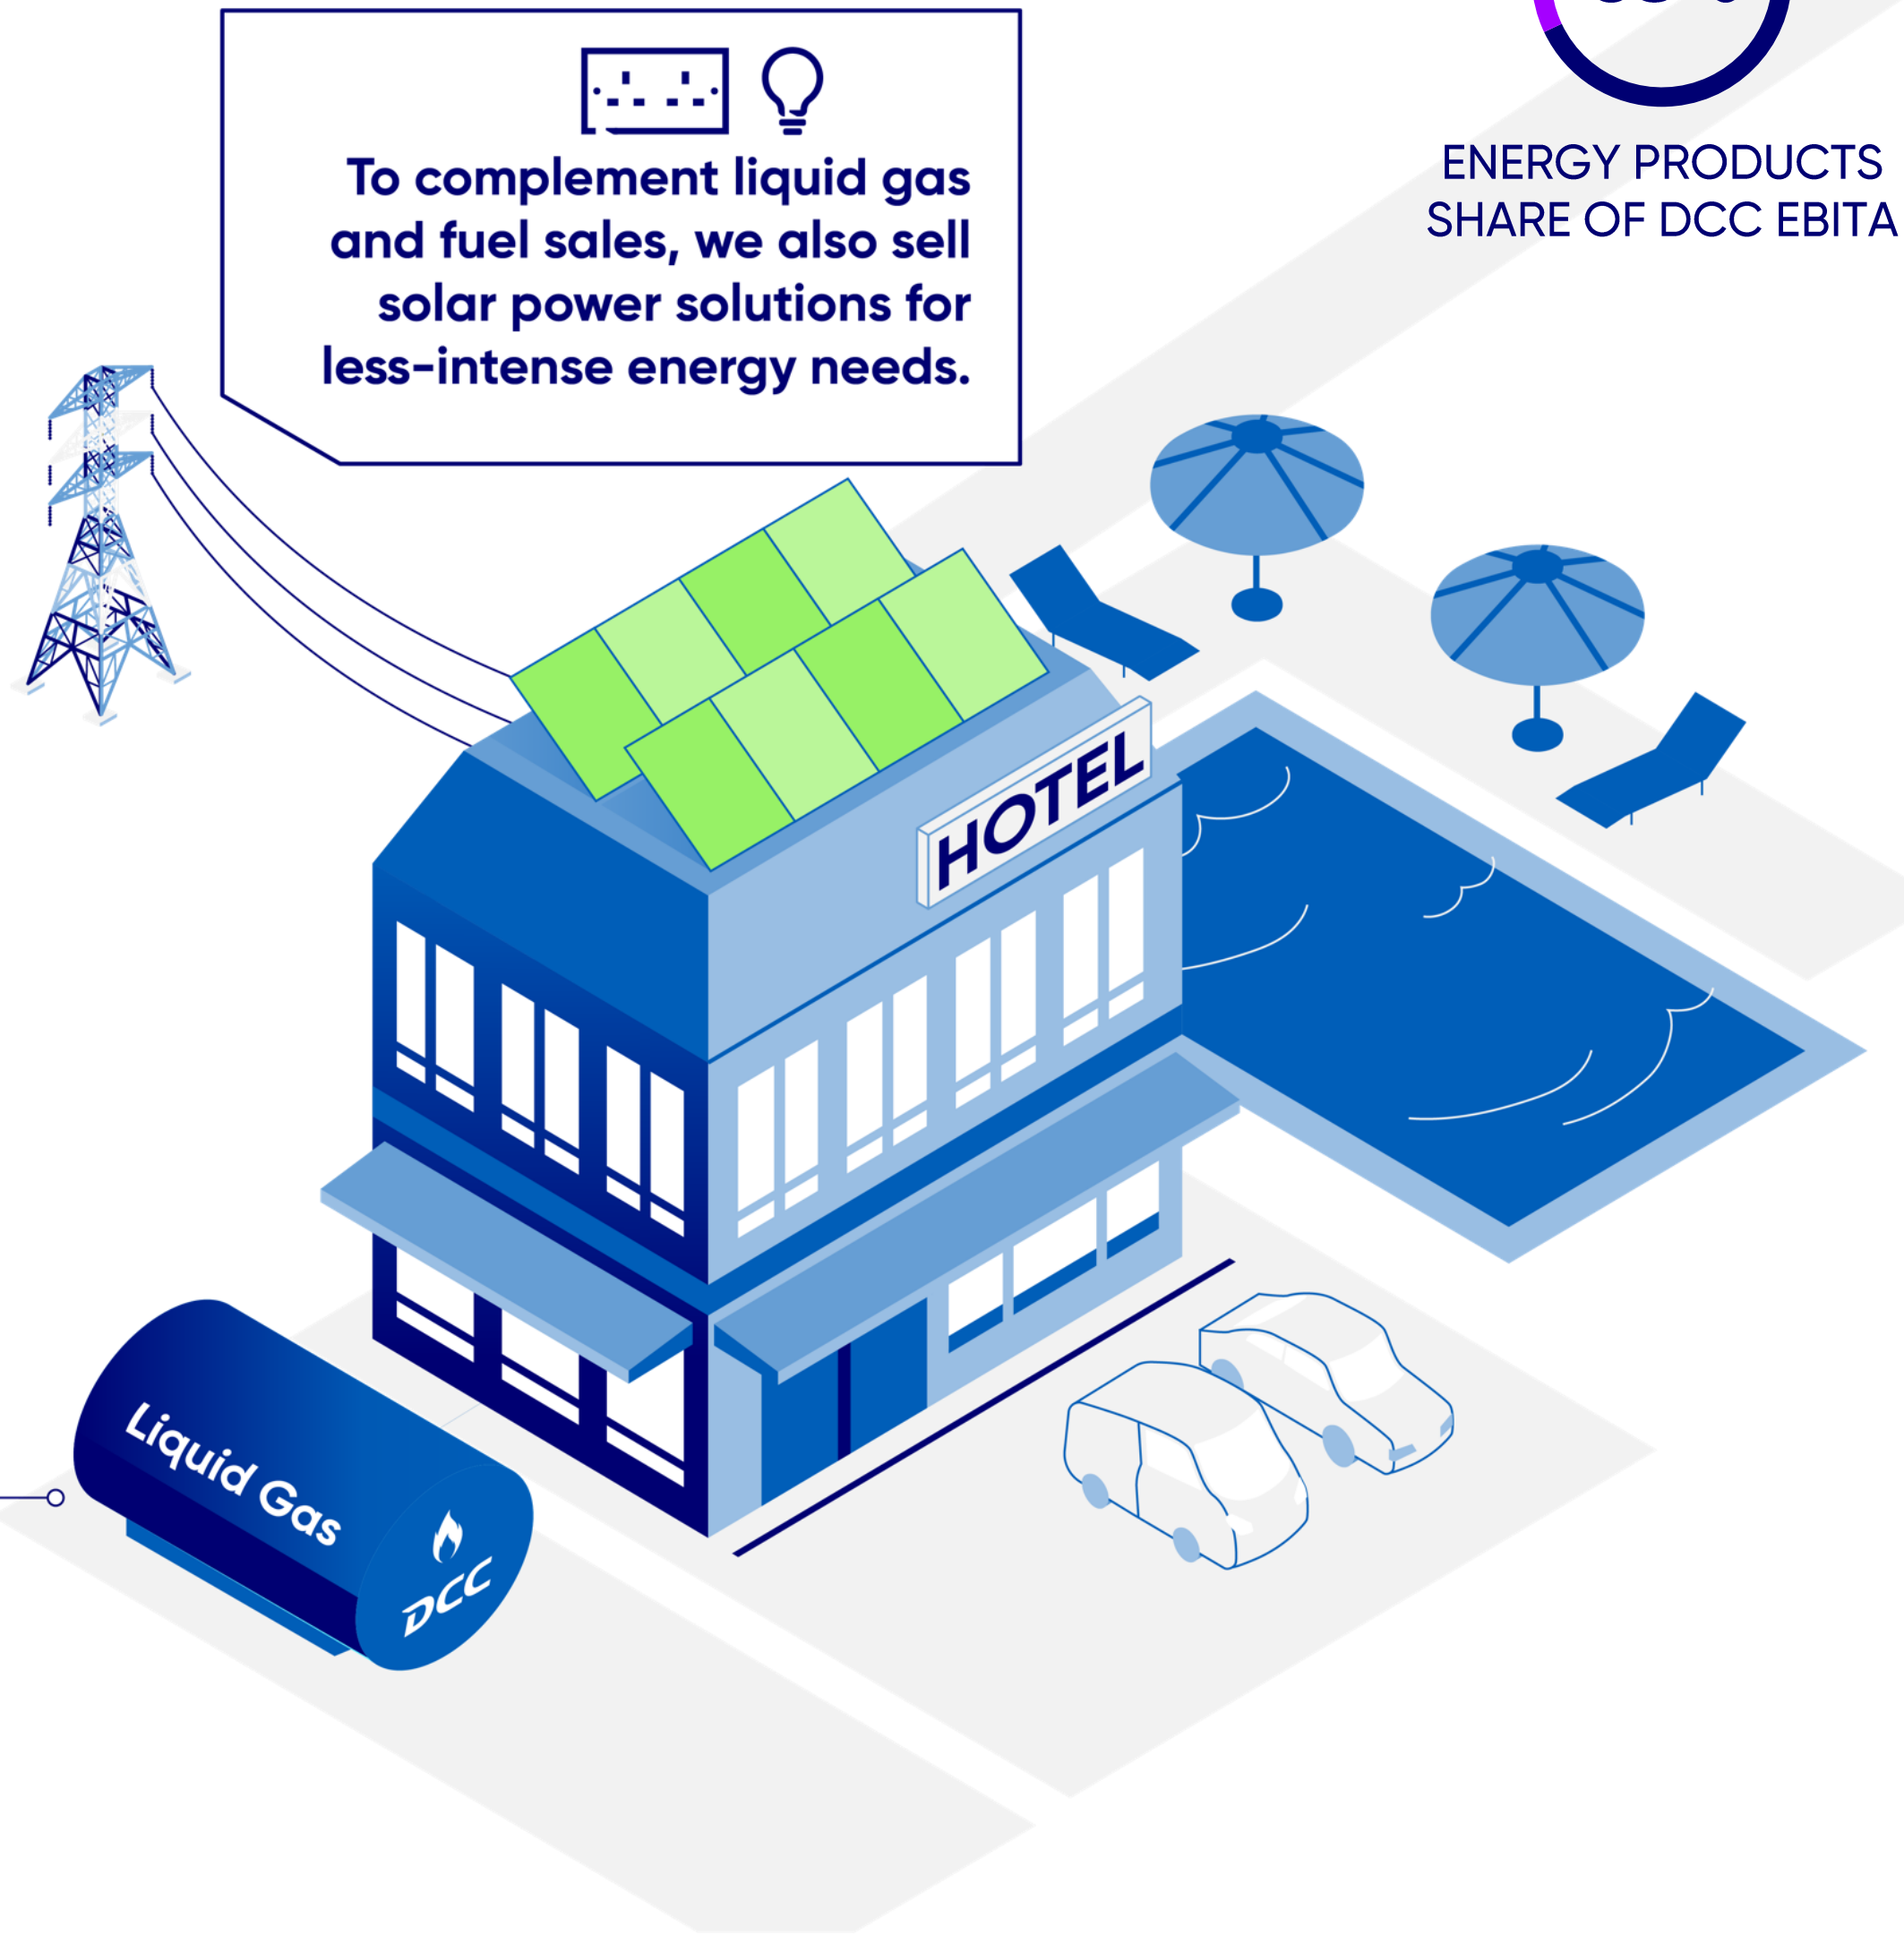 To complement liquid gas
and fuel sales, we also sell
solar power solutions for
less-intense energy needs.
ENERGY PRODUCTS
SHARE OF DCC EBITA
HOTEL
Liquid Gas
DCC